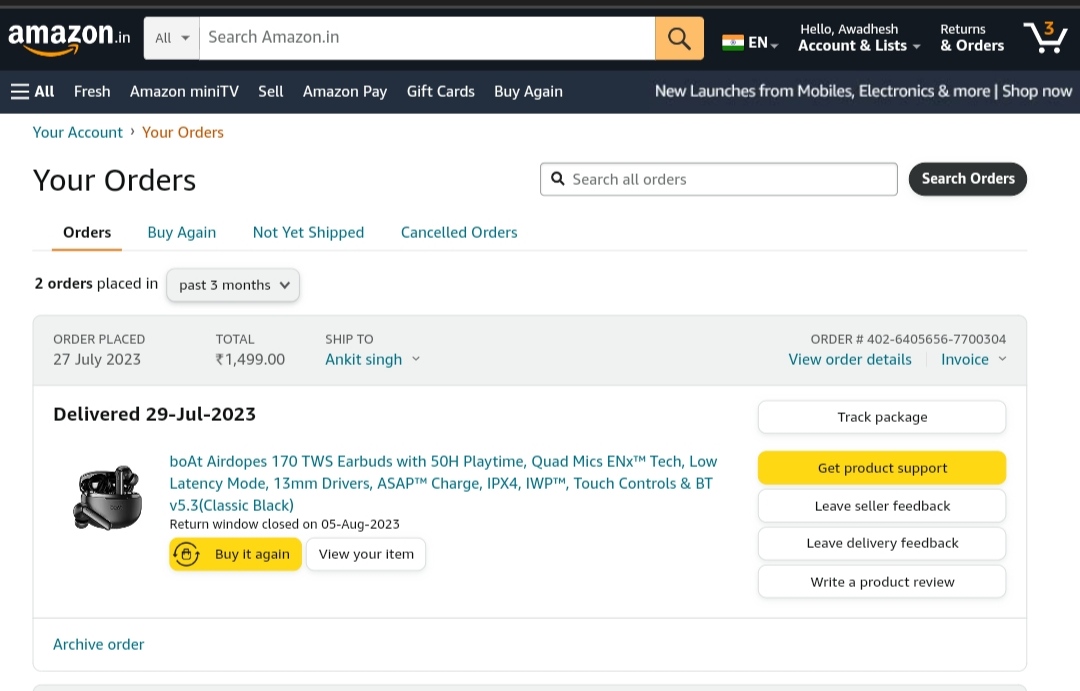 amazon.in
All
Search Amazon.in
EN
Hello, Awadhesh
Account & Lists
Returns
& Orders
3
All
Fresh
Amazon miniTV
Sell
Amazon Pay
Gift Cards
Buy Again
New Launches from Mobiles, Electronics & more | Shop now
Your Account › Your Orders
Your Orders
Search all orders
Search Orders
Orders
Buy Again
Not Yet Shipped
Cancelled Orders
2 orders placed in
past 3 months
ORDER PLACED
27 July 2023
TOTAL
₹1,499.00
SHIP TO
Ankit singh
ORDER # 402-6405656-7700304
View order details
Invoice
Delivered 29-Jul-2023
boAt Airdopes 170 TWS Earbuds with 50H Playtime, Quad Mics ENx™ Tech, Low
Latency Mode, 13mm Drivers, ASAP™ Charge, IPX4, IWP™, Touch Controls & BT
v5.3(Classic Black)
Return window closed on 05-Aug-2023
Buy it again
View your item
Track package
Get product support
Leave seller feedback
Leave delivery feedback
Write a product review
Archive order